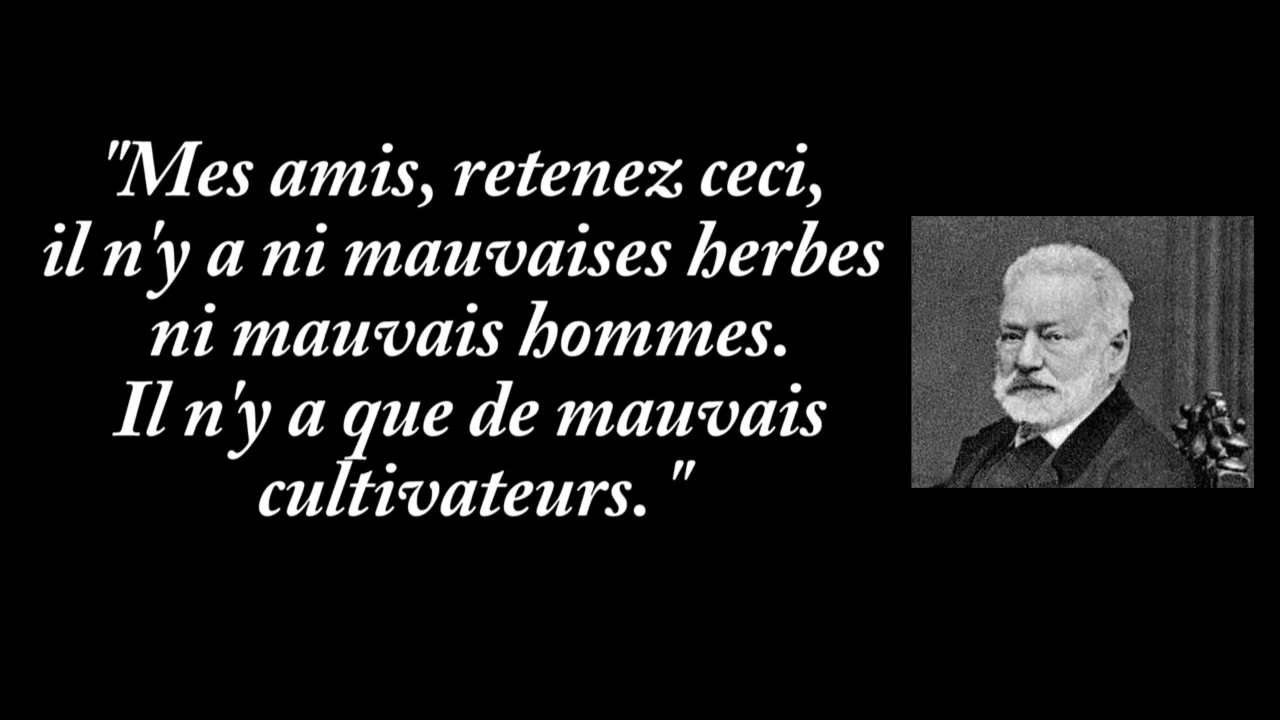 "Mes amis, retenez ceci,
il n'y a ni mauvaises herbes
ni mauvais hommes.
Il n'y a que de mauvais
cultivateurs. "